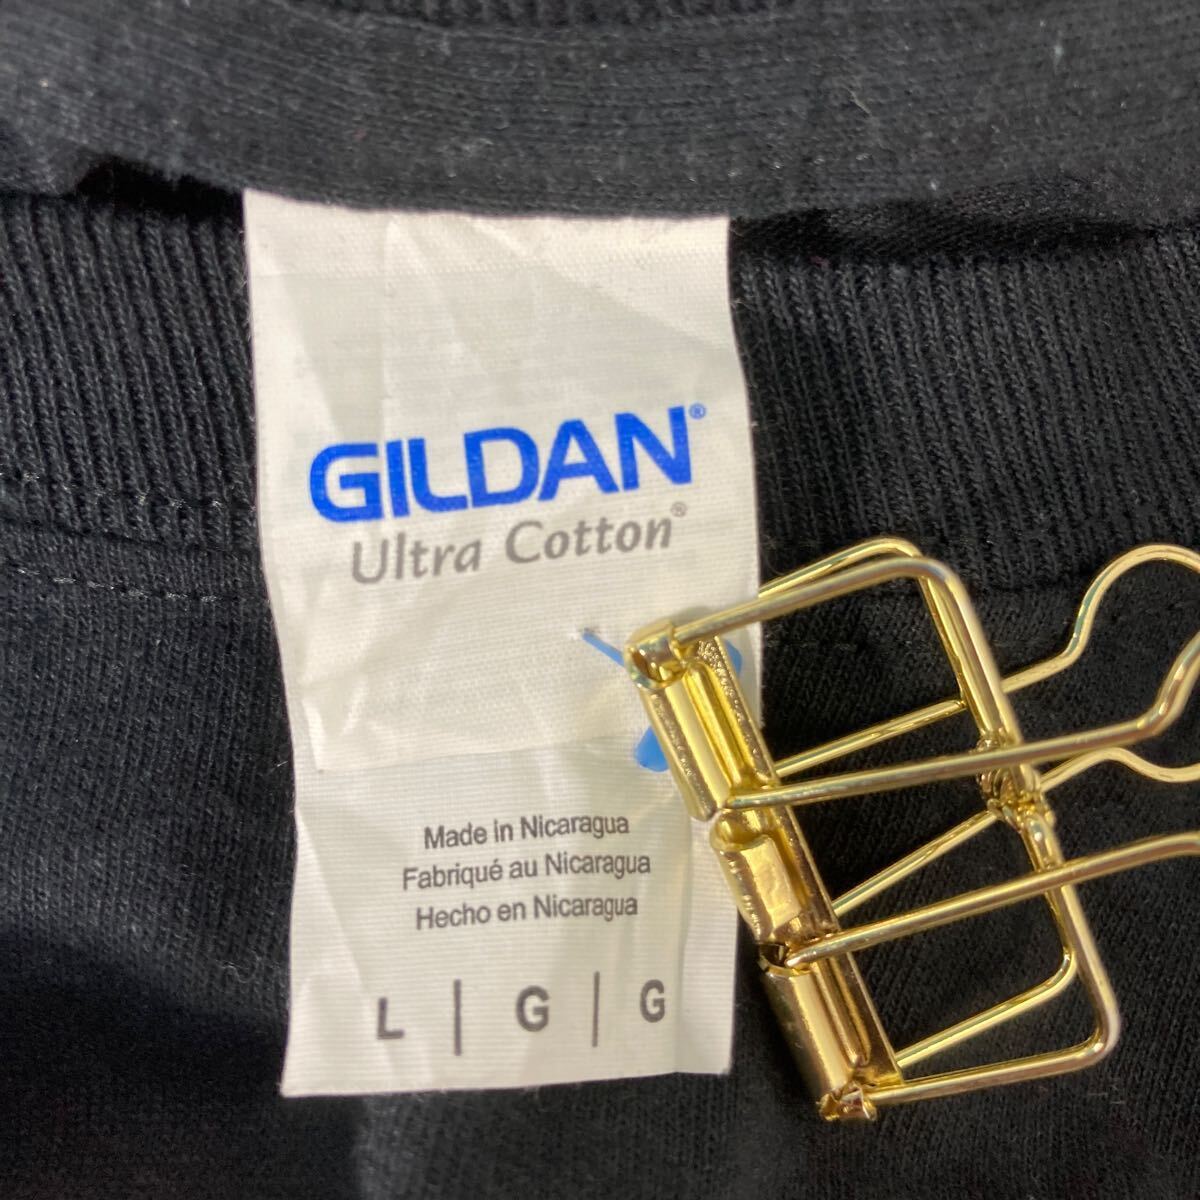 GILDAN®
Ultra Cotton®
Made in Nicaragua
Fabriqué au Nicaragua
Hecho en Nicaragua
L | G | G